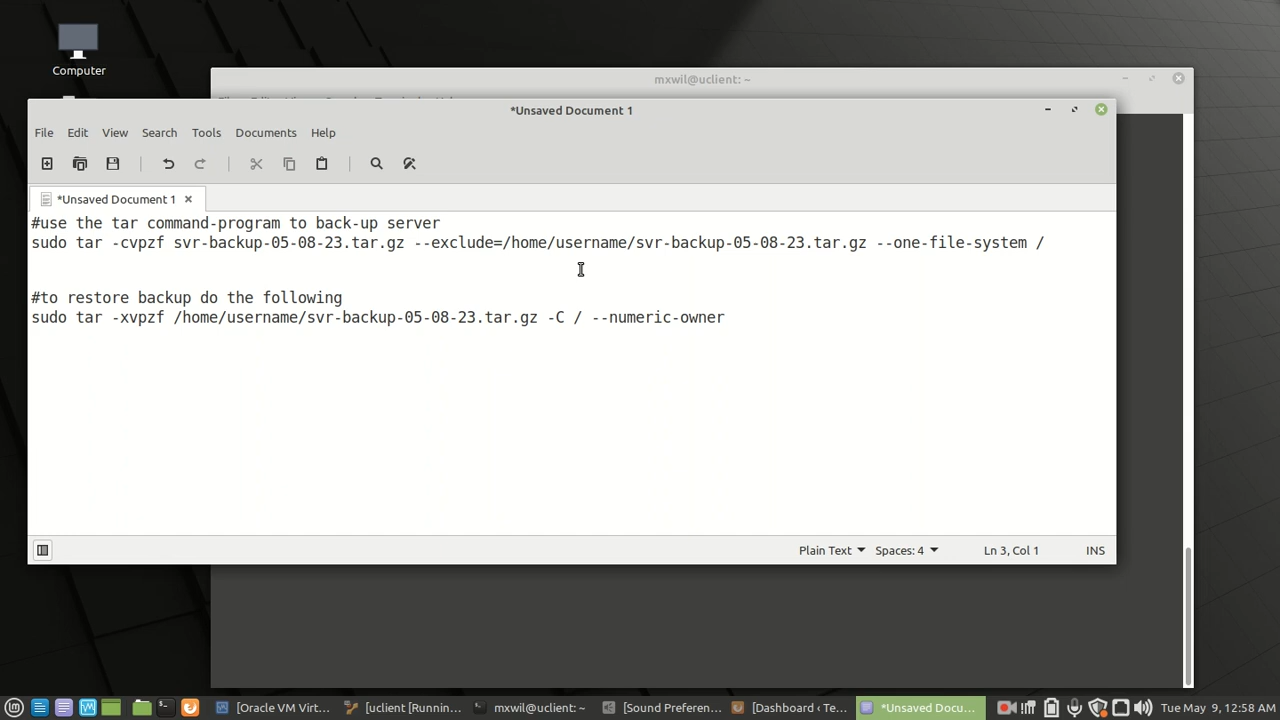 Computer
mxwil@uclient: ~
*Unsaved Document 1
File Edit View Search Tools Documents Help
*Unsaved Document 1
#use the tar command-program to back-up server
sudo tar -cvpzf svr-backup-05-08-23.tar.gz --exclude=/home/username/svr-backup-05-08-23.tar.gz --one-file-system /
#to restore backup do the following
sudo tar -xvpzf /home/username/svr-backup-05-08-23.tar.gz -C / --numeric-owner
Plain Text Spaces: 4 Ln 3, Col 1 INS
[Oracle VM Virt... [uclient [Runnin... mxwil@uclient: ~ [Sound Preferen... [Dashboard ‹ Te... *Unsaved Docu... Tue May 9, 12:58 AM